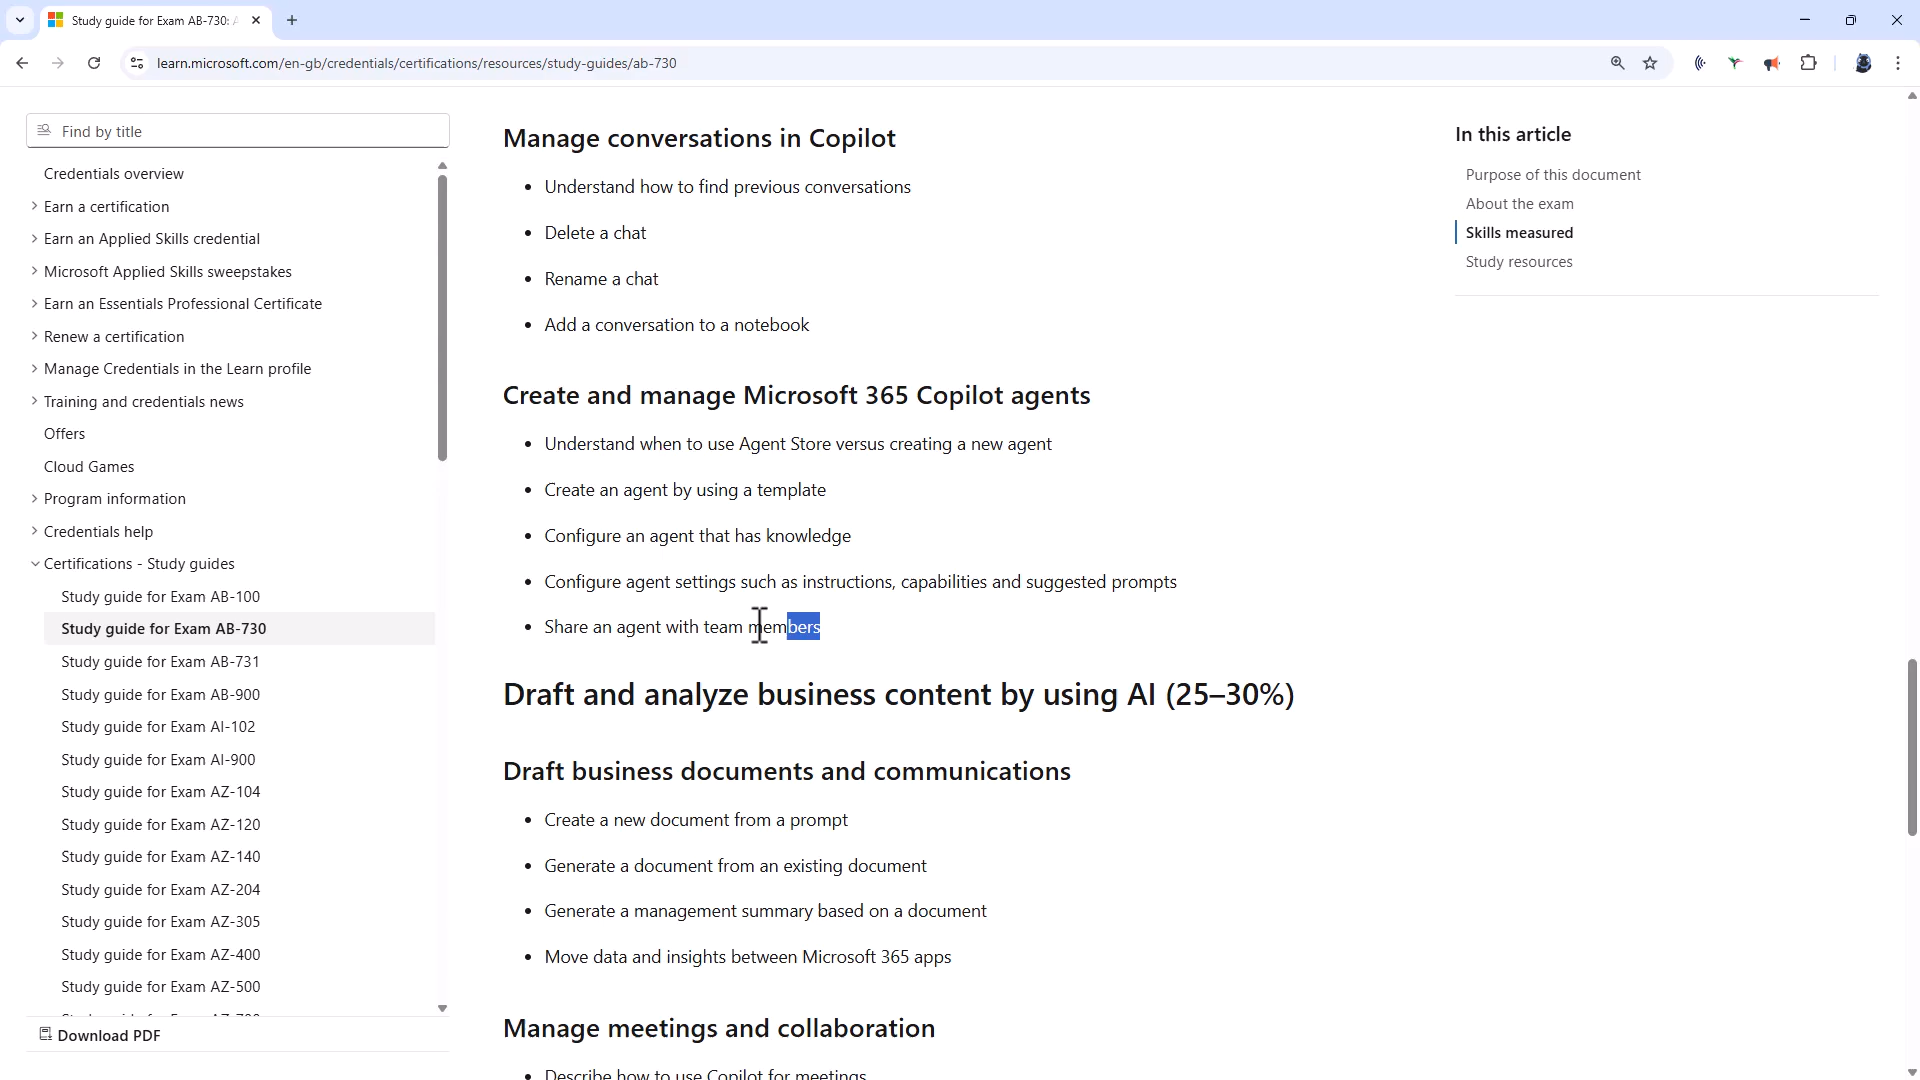 Study guide for Exam AB-730: A
learn.microsoft.com/en-gb/credentials/certifications/resources/study-guides/ab-730
Find by title
Credentials overview
Earn a certification
Earn an Applied Skills credential
Microsoft Applied Skills sweepstakes
Earn an Essentials Professional Certificate
Renew a certification
Manage Credentials in the Learn profile
Training and credentials news
Offers
Cloud Games
Program information
Credentials help
Certifications - Study guides
Study guide for Exam AB-100
Study guide for Exam AB-730
Study guide for Exam AB-731
Study guide for Exam AB-900
Study guide for Exam AI-102
Study guide for Exam AI-900
Study guide for Exam AZ-104
Study guide for Exam AZ-120
Study guide for Exam AZ-140
Study guide for Exam AZ-204
Study guide for Exam AZ-305
Study guide for Exam AZ-400
Study guide for Exam AZ-500
Download PDF
Manage conversations in Copilot
• Understand how to find previous conversations
• Delete a chat
• Rename a chat
• Add a conversation to a notebook
Create and manage Microsoft 365 Copilot agents
• Understand when to use Agent Store versus creating a new agent
• Create an agent by using a template
• Configure an agent that has knowledge
• Configure agent settings such as instructions, capabilities and suggested prompts
• Share an agent with team members
Draft and analyze business content by using AI (25–30%)
Draft business documents and communications
• Create a new document from a prompt
• Generate a document from an existing document
• Generate a management summary based on a document
• Move data and insights between Microsoft 365 apps
Manage meetings and collaboration
• Describe how to use Copilot for meetings
In this article
Purpose of this document
About the exam
Skills measured
Study resources